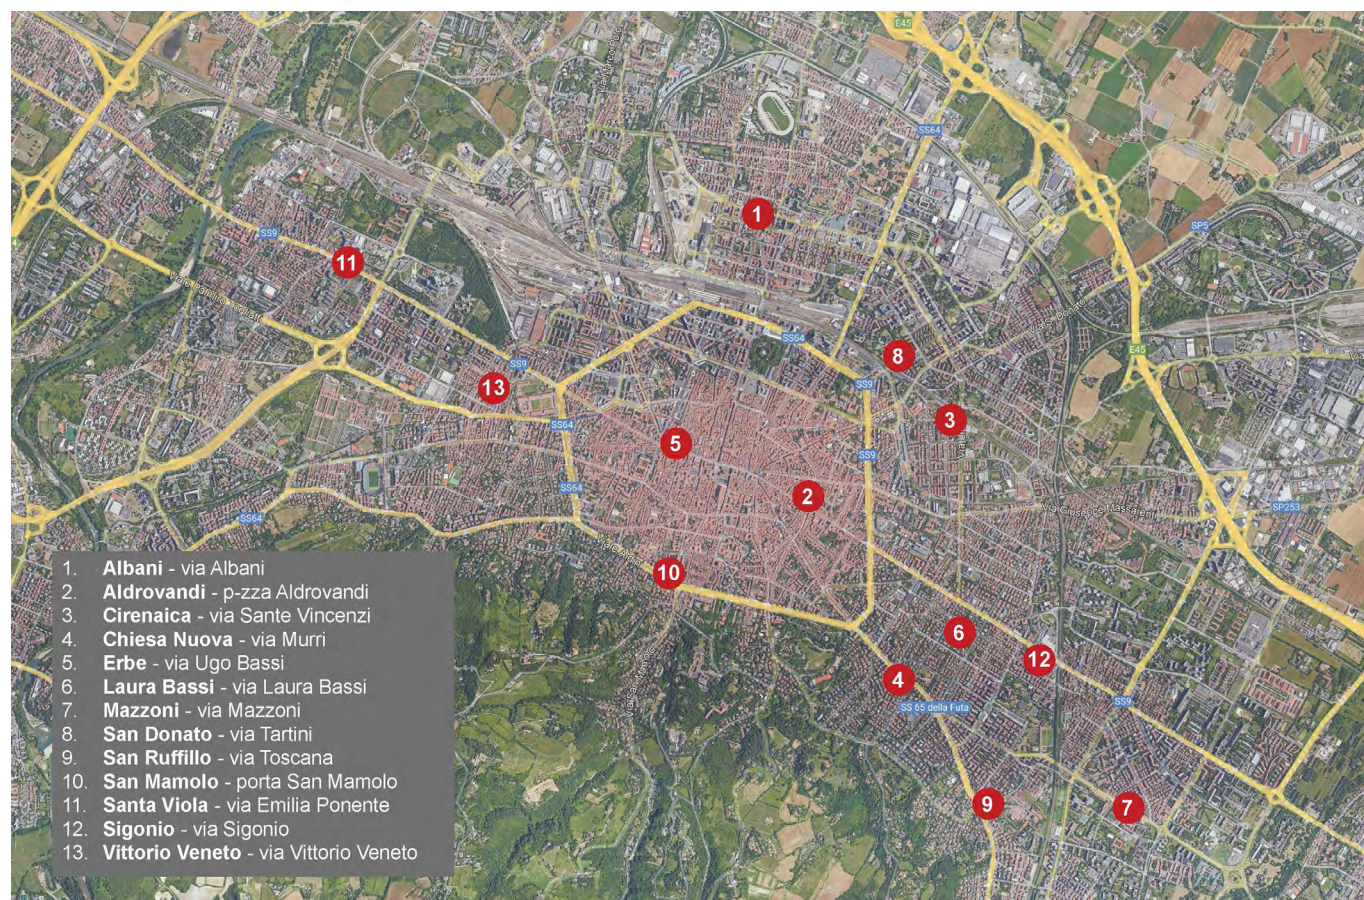 E45
SS64
1
SP5
SS9
11
Via S. Donato
SS64
E45
8
SS9
SS9
13
3
SS64
5
SS9
SS64
2
SS64
SP253
Via Giuseppe Massarenti
10
6
12
4
SS9
SS 65 della Futa
9
7
1. Albani - via Albani
2. Aldrovandi - p-zza Aldrovandi
3. Cirenaica - via Sante Vincenzi
4. Chiesa Nuova - via Murri
5. Erbe - via Ugo Bassi
6. Laura Bassi - via Laura Bassi
7. Mazzoni - via Mazzoni
8. San Donato - via Tartini
9. San Ruffillo - via Toscana
10. San Mamolo - porta San Mamolo
11. Santa Viola - via Emilia Ponente
12. Sigonio - via Sigonio
13. Vittorio Veneto - via Vittorio Veneto